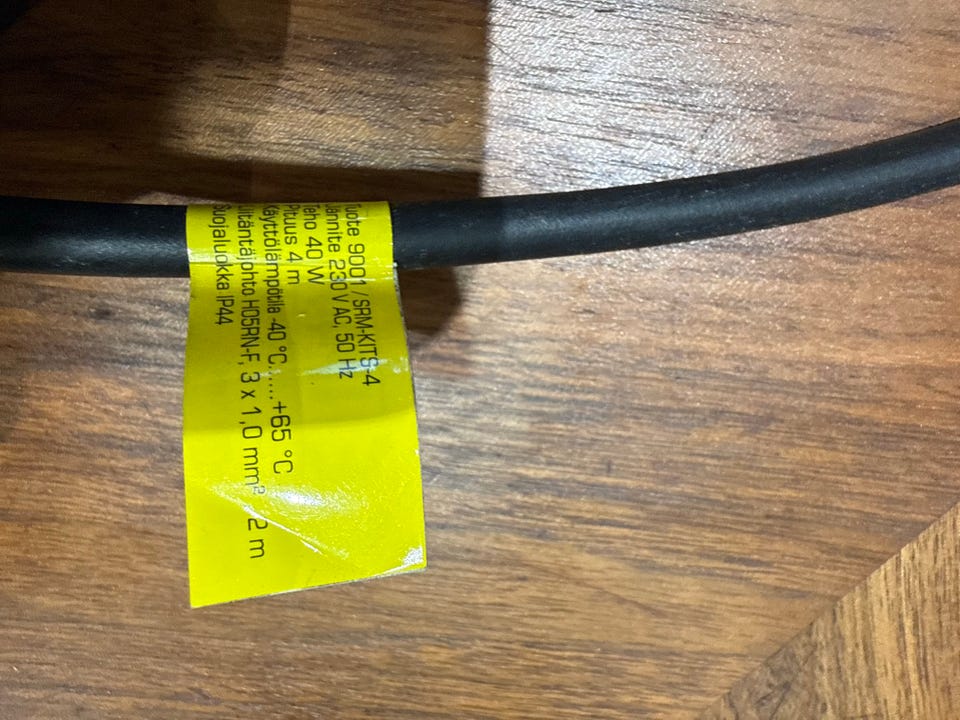 Tuote 9001 / SRM-KITS-4
Jännite 230 V AC, 50 Hz
Teho 40 W
Pituus 4 m
Käyttölämpötila -40 °C.....+65 °C
Liitäntäjohto H05RN-F, 3 x 1,0 mm² 2 m
Suojaluokka IP44